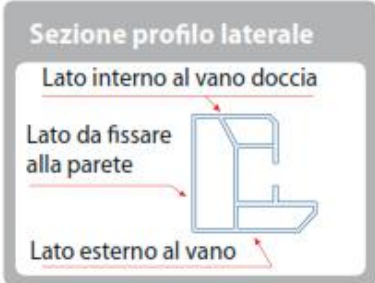 Sezione profilo laterale
Lato interno al vano doccia
Lato da fissare
alla parete
Lato esterno al vano